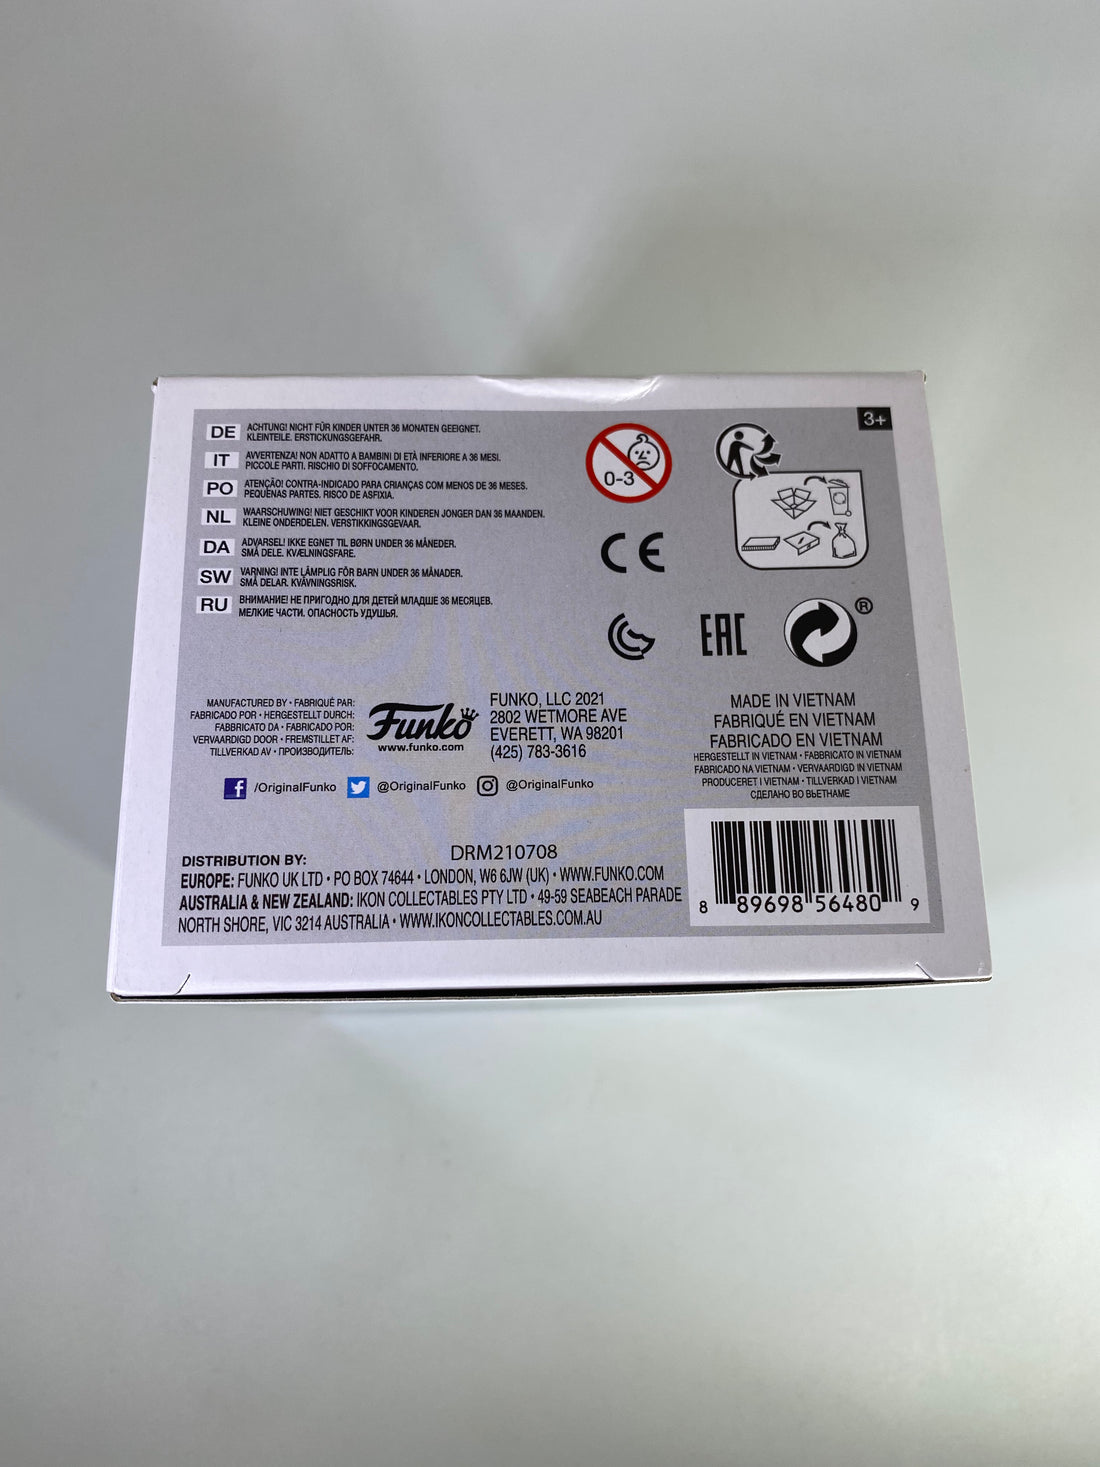 DE ACHTUNG! NICHT FÜR KINDER UNTER 36 MONATEN GEEIGNET.
KLEINTEILE. ERSTICKUNGSGEFAHR.
IT AVVERTENZA! NON ADATTO A BAMBINI DI ETÀ INFERIORE A 36 MESI.
PICCOLE PARTI. RISCHIO DI SOFFOCAMENTO.
PO ATENÇÃO! CONTRA-INDICADO PARA CRIANÇAS COM MENOS DE 36 MESES.
PEQUENAS PARTES. RISCO DE ASFIXIA.
NL WAARSCHUWING! NIET GESCHIKT VOOR KINDEREN JONGER DAN 36 MAANDEN.
KLEINE ONDERDELEN. VERSTIKKINGSGEVAAR.
DA ADVARSEL! IKKE EGNET TIL BØRN UNDER 36 MÅNEDER.
SMÅ DELE. KVÆLNINGSFARE.
SW VARNING! INTE LÄMPLIG FÖR BARN UNDER 36 MÅNADER.
SMÅ DELAR. KVÄVNINGSRISK.
RU ВНИМАНИЕ! НЕ ПРИГОДНО ДЛЯ ДЕТЕЙ МЛАДШЕ 36 МЕСЯЦЕВ.
МЕЛКИЕ ЧАСТИ. ОПАСНОСТЬ УДУШЬЯ.
0-3
3+
CE
EAC
®
MANUFACTURED BY • FABRIQUÉ PAR:
FABRICADO POR • HERGESTELLT DURCH:
FABBRICATO DA • FABRICADO POR:
VERVAARDIGD DOOR • FREMSTILLET AF:
TILLVERKAD AV • ПРОИЗВОДИТЕЛЬ:
Funko
www.funko.com
FUNKO, LLC 2021
2802 WETMORE AVE
EVERETT, WA 98201
(425) 783-3616
MADE IN VIETNAM
FABRIQUÉ EN VIETNAM
FABRICADO EN VIETNAM
HERGESTELLT IN VIETNAM • FABBRICATO IN VIETNAM
FABRICADO NA VIETNAM • VERVAARDIGD IN VIETNAM
PRODUCERET I VIETNAM • TILLVERKAD I VIETNAM
СДЕЛАНО ВО ВЬЕТНАМЕ
f /OriginalFunko @OriginalFunko @OriginalFunko
DRM210708
DISTRIBUTION BY:
EUROPE: FUNKO UK LTD • PO BOX 74644 • LONDON, W6 6JW (UK) • WWW.FUNKO.COM
AUSTRALIA & NEW ZEALAND: IKON COLLECTABLES PTY LTD • 49-59 SEABEACH PARADE
NORTH SHORE, VIC 3214 AUSTRALIA • WWW.IKONCOLLECTABLES.COM.AU
8 89698 56480 9